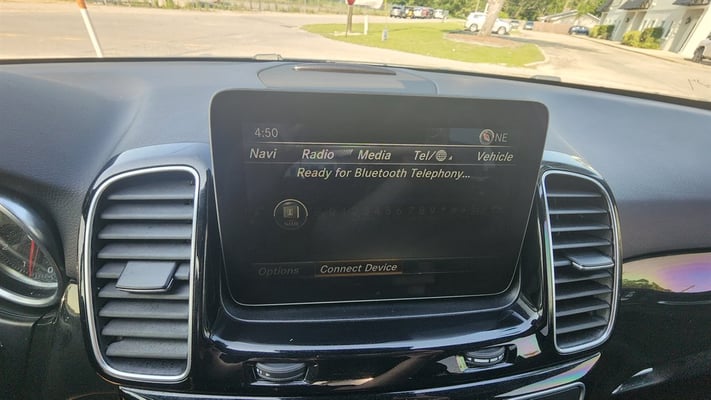 4:50 NE
Navi Radio Media Tel/ Vehicle
Ready for Bluetooth Telephony...
Options Connect Device